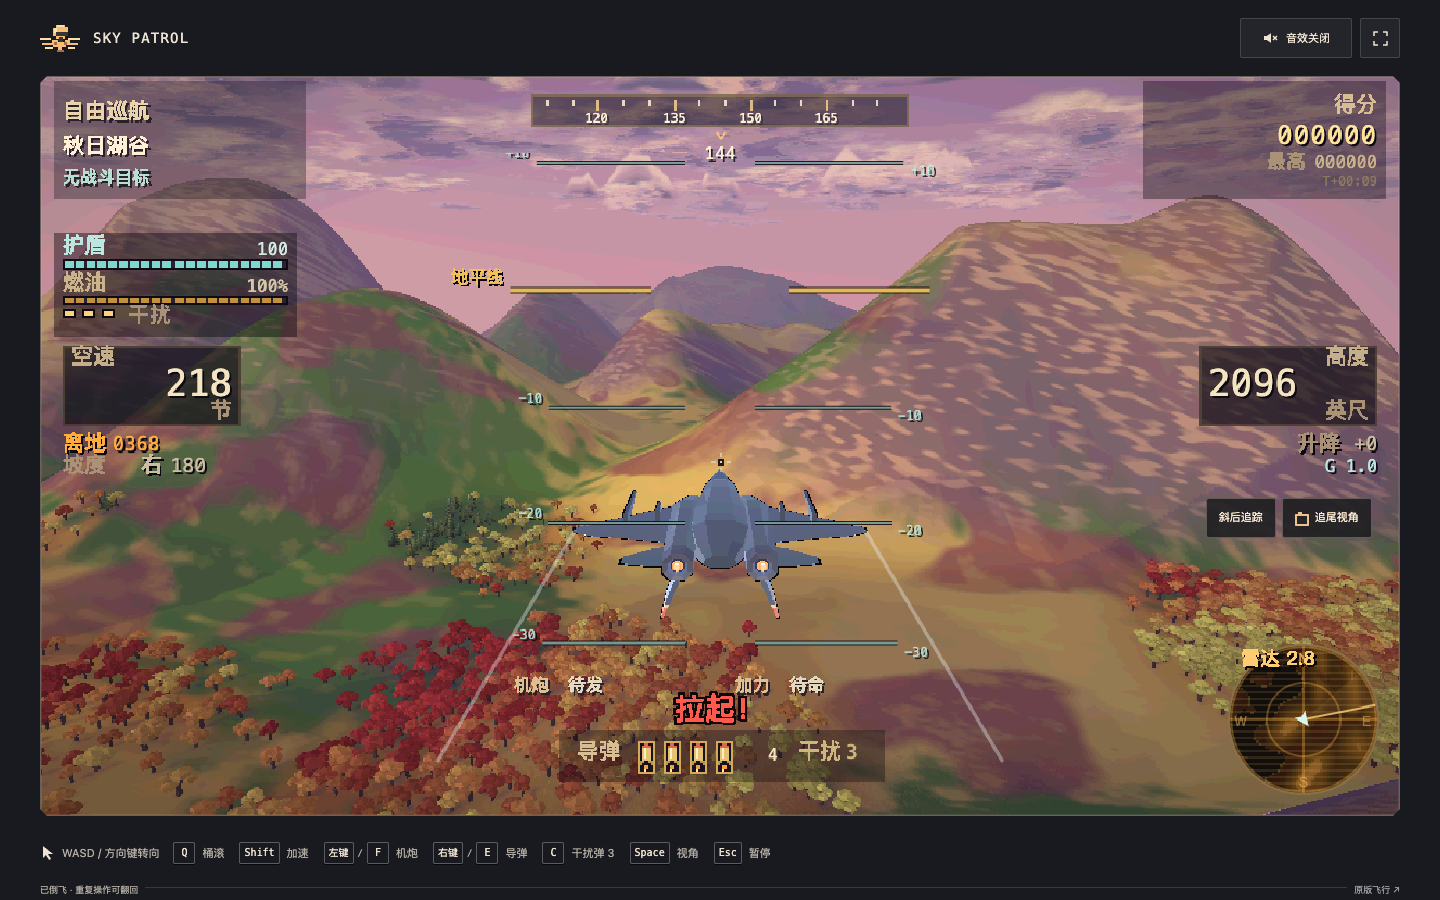 SKY PATROL
音效关闭
自由巡航
秋日湖谷
无战斗目标
120 135 150 165
144
+10 +10
得分
000000
最高 000000
T+00:09
护盾 100
燃油 100%
干扰
地平线
空速
218
节
离地 0368
坡度 右 180
高度
2096
英尺
升降 +0
G 1.0
-10 -10
斜后追踪 追尾视角
-20 -20
-30 -30
机炮 待发 加力 待命
拉起!
导弹 4 干扰 3
雷达 2.8
W E
S
WASD / 方向键转向 Q 桶滚 Shift 加速 左键 / F 机炮 右键 / E 导弹 C 干扰弹 3 Space 视角 Esc 暂停
已倒飞 · 重复操作可翻回
原版飞行 ↗